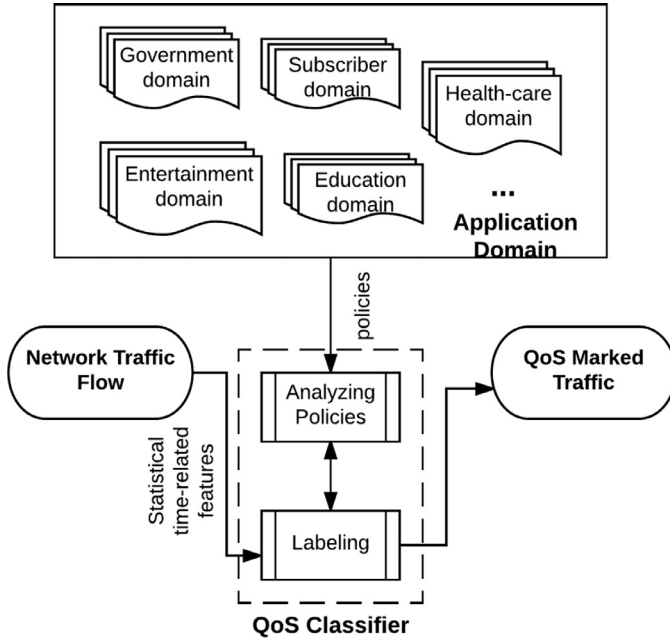 Government
domain
Subscriber
domain
Health-care
domain
Entertainment
domain
Education
domain
...
Application
Domain
policies
Network Traffic
Flow
QoS Marked
Traffic
Analyzing
Policies
Statistical
time-related
features
Labeling
QoS Classifier